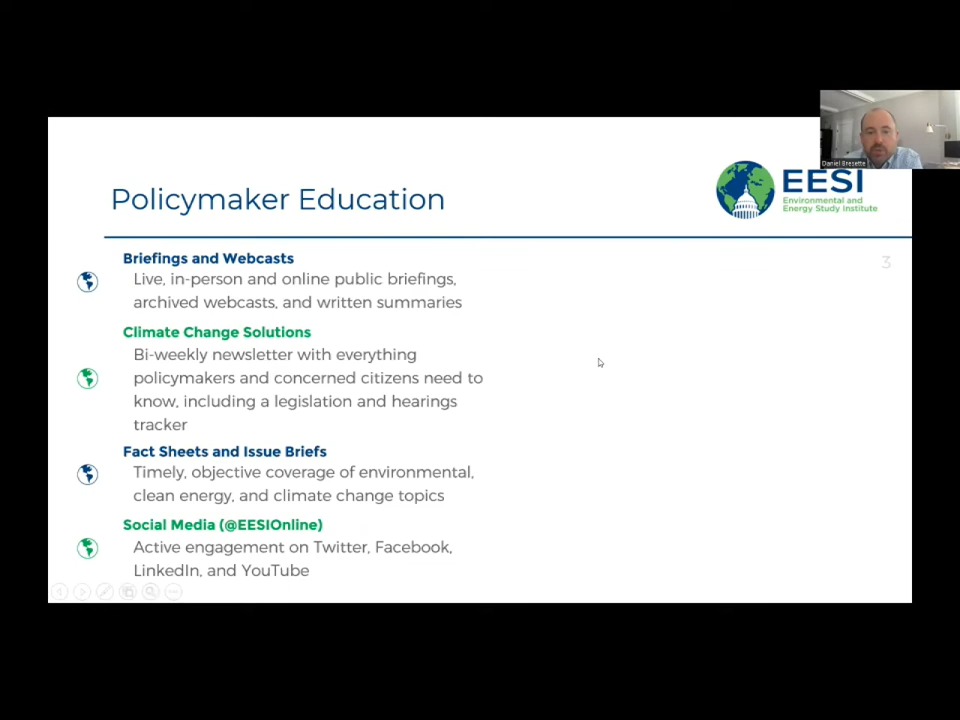 Daniel Bresette
Policymaker Education
EESI
Environmental and
Energy Study Institute
3
Briefings and Webcasts
Live, in-person and online public briefings,
archived webcasts, and written summaries
Climate Change Solutions
Bi-weekly newsletter with everything
policymakers and concerned citizens need to
know, including a legislation and hearings
tracker
Fact Sheets and Issue Briefs
Timely, objective coverage of environmental,
clean energy, and climate change topics
Social Media (@EESIOnline)
Active engagement on Twitter, Facebook,
LinkedIn, and YouTube